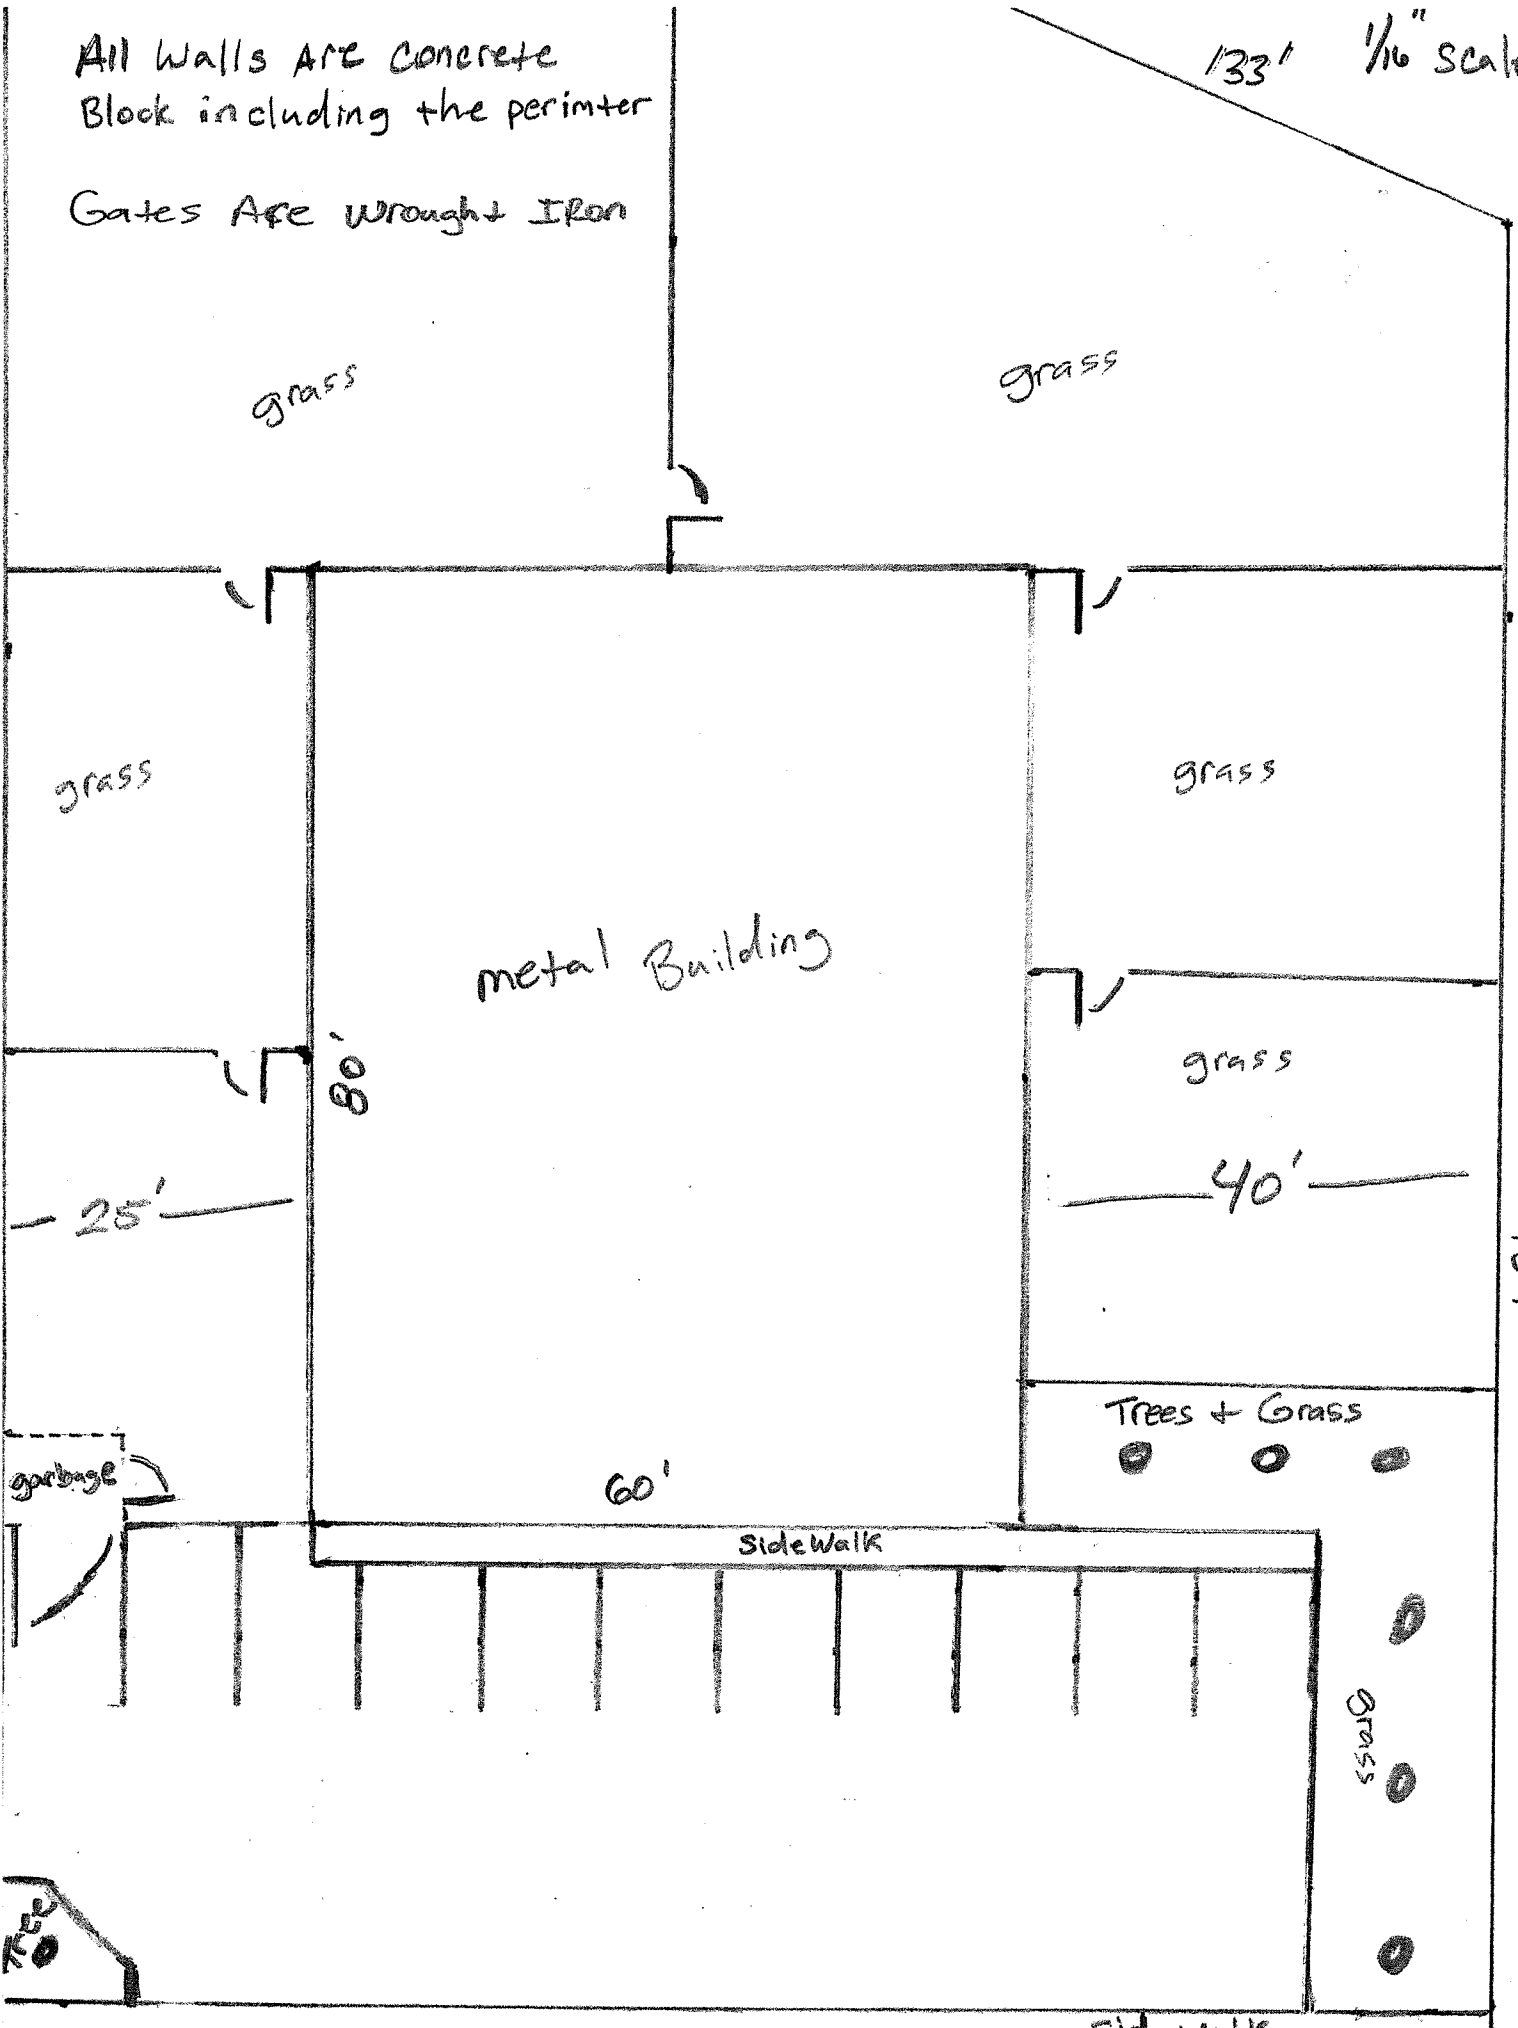 All Walls Are Concrete
Block including the perimter
Gates Are Wrought Iron
133' 1/16" Scale
grass
grass
grass
grass
metal Building
80'
grass
25'
40'
Trees + Grass
garbage
60'
SideWalk
grass
Tree